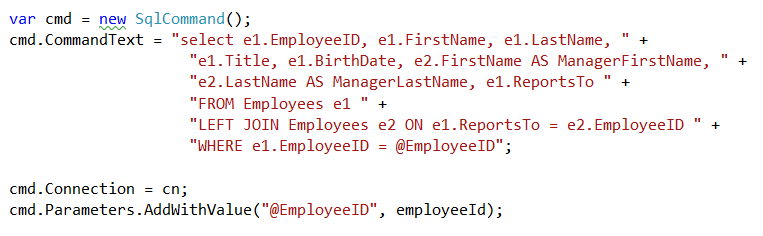 var cmd = new SqlCommand();
cmd.CommandText = "select e1.EmployeeID, e1.FirstName, e1.LastName, " +
"e1.Title, e1.BirthDate, e2.FirstName AS ManagerFirstName, " +
"e2.LastName AS ManagerLastName, e1.ReportsTo " +
"FROM Employees e1 " +
"LEFT JOIN Employees e2 ON e1.ReportsTo = e2.EmployeeID " +
"WHERE e1.EmployeeID = @EmployeeID";
cmd.Connection = cn;
cmd.Parameters.AddWithValue("@EmployeeID", employeeId);